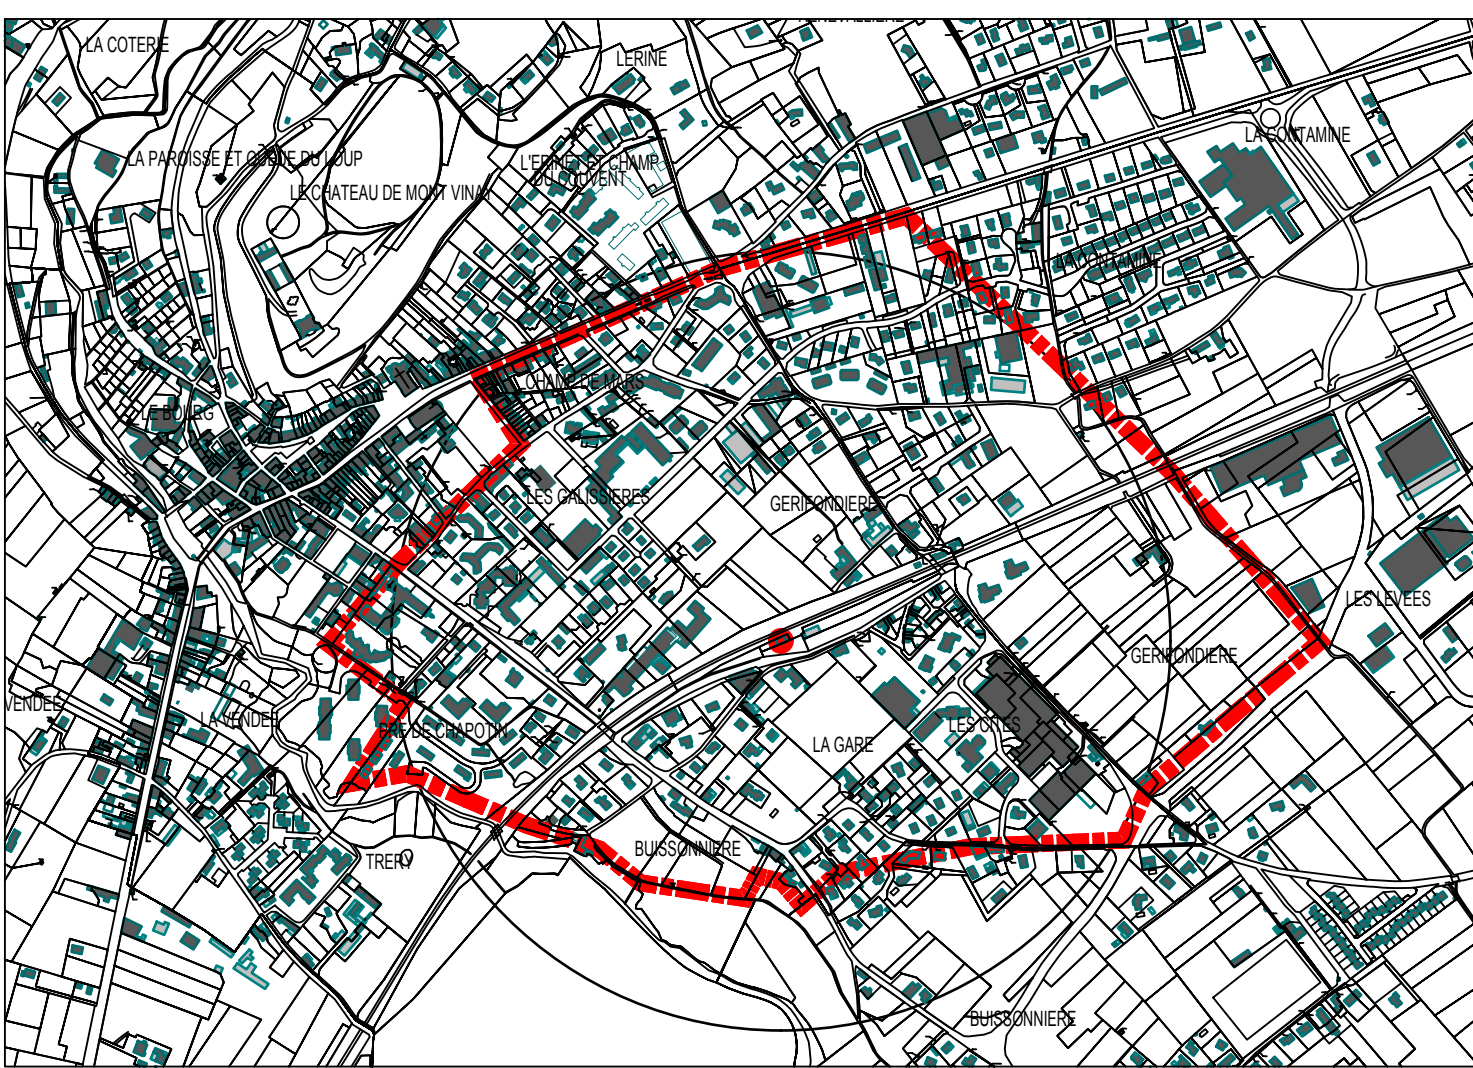 LA COTERIE
LERINE
LA CONTAMINE
LA PAROISSE ET QUEUE DU LOUP
L'ERINET ET CHAMP
DU COUVENT
LE CHATEAU DE MONT VINAY
LA CONTAMINE
CHAMP DE MARS
LE BOURG
LES GALISSIERES
GERIFONDIERE
LES LEVEES
GERIFONDIERE
VENDEE
LA VENDEE
PRE DE CHAPOTIN
LES CITES
LA GARE
BUISSONNIERE
TRERY
BUISSONNIERE